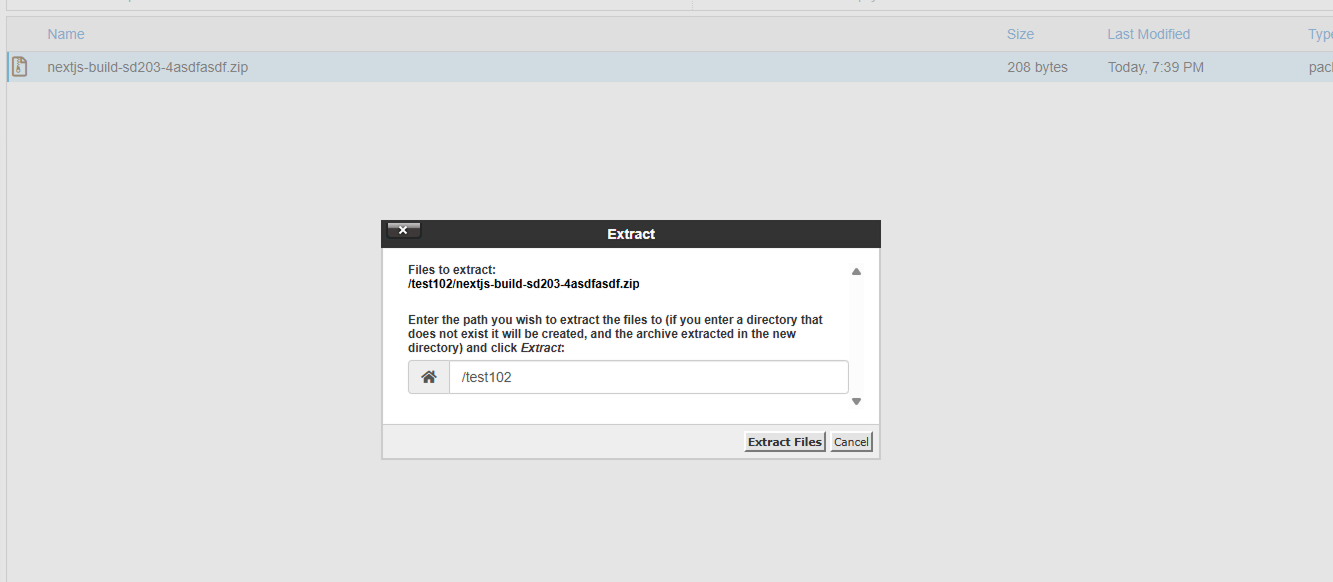 Name Size Last Modified
nextjs-build-sd203-4asdfasdf.zip 208 bytes Today, 7:39 PM
Extract
Files to extract:
/test102/nextjs-build-sd203-4asdfasdf.zip
Enter the path you wish to extract the files to (if you enter a directory that
does not exist it will be created, and the archive extracted in the new
directory) and click Extract:
/test102
Extract Files Cancel